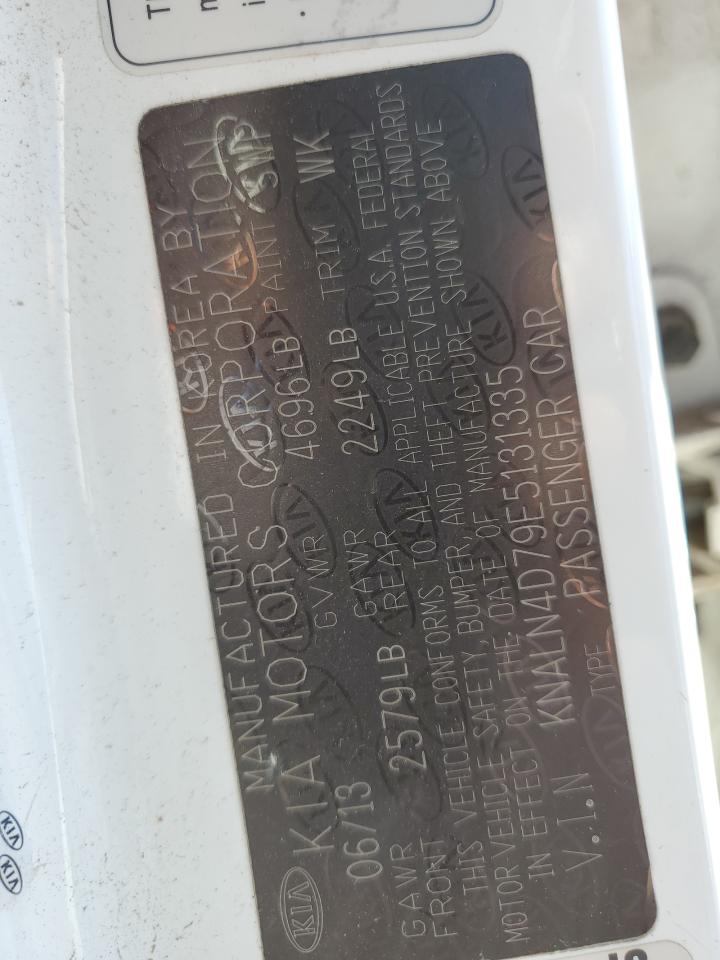 MANUFACTURED IN KOREA BY
KIA KIA MOTORS CORPORATION
06/13 GVWR 4696LB PAINT SWP
GAWR FRONT 2579LB GAWR REAR 2249LB TRIM WK
THIS VEHICLE CONFORMS TO ALL APPLICABLE U.S.A. FEDERAL
MOTOR VEHICLE SAFETY, BUMPER, AND THEFT PREVENTION STANDARDS
IN EFFECT ON THE DATE OF MANUFACTURE SHOWN ABOVE
V.I.N KNALN4D79E5131335
TYPE PASSENGER CAR